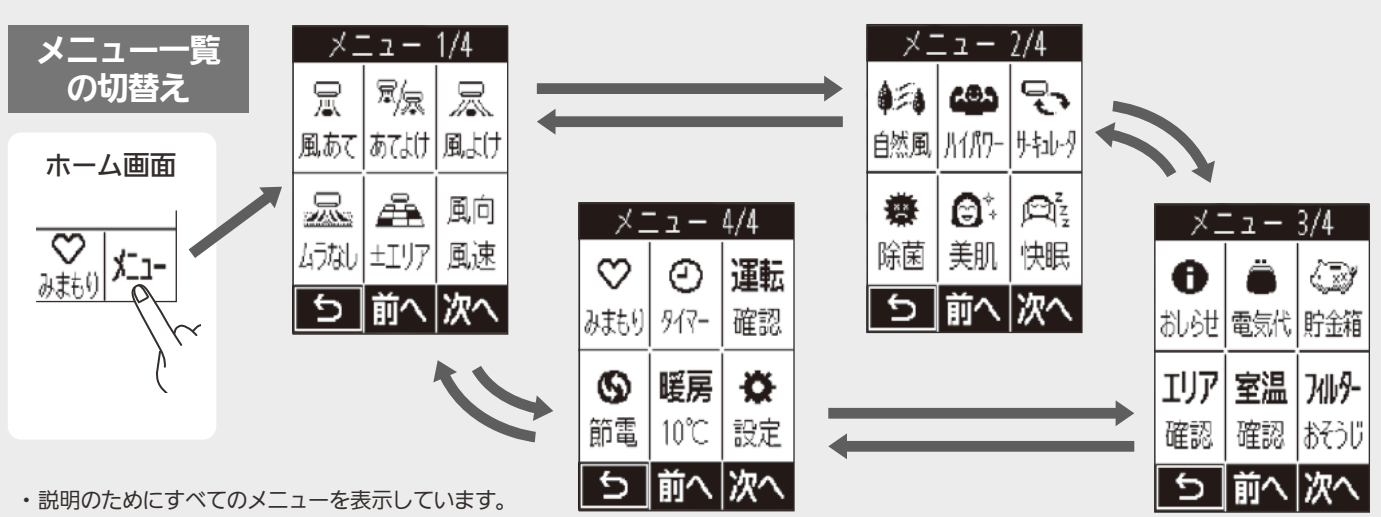 メニュー一覧
の切替え
ホーム画面
みまもり メニュー
メニュー 1/4
風あて あてよけ 風よけ
ムラなし ±エリア 風向
風速
前へ 次へ
メニュー 2/4
自然風 ハイパワー サーキュレータ
除菌 美肌 快眠
前へ 次へ
メニュー 3/4
おしらせ 電気代 貯金箱
エリア 室温 フィルター
確認 確認 おそうじ
前へ 次へ
メニュー 4/4
みまもり タイマー 運転
確認
節電 暖房 設定
10℃
前へ 次へ
・説明のためにすべてのメニューを表示しています。